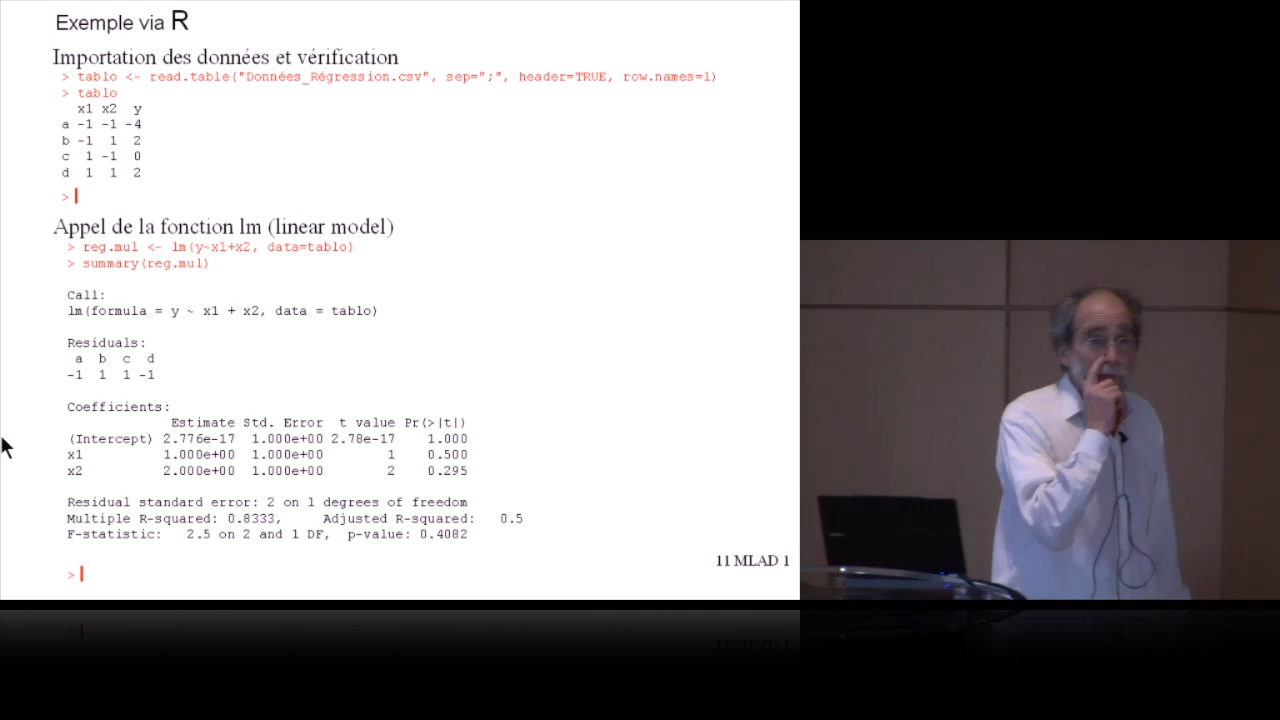 Exemple via R
Importation des données et vérification
> tablo <- read.table("Données_Régression.csv", sep=";", header=TRUE, row.names=1)
> tablo
x1 x2 y
a -1 -1 -4
b -1 1 2
c 1 -1 0
d 1 1 2
>
Appel de la fonction lm (linear model)
> reg.mul <- lm(y~x1+x2, data=tablo)
> summary(reg.mul)
Call:
lm(formula = y ~ x1 + x2, data = tablo)
Residuals:
a b c d
-1 1 1 -1
Coefficients:
Estimate Std. Error t value Pr(>|t|)
(Intercept) 2.776e-17 1.000e+00 2.78e-17 1.000
x1 1.000e+00 1.000e+00 1 0.500
x2 2.000e+00 1.000e+00 2 0.295
Residual standard error: 2 on 1 degrees of freedom
Multiple R-squared: 0.8333, Adjusted R-squared: 0.5
F-statistic: 2.5 on 2 and 1 DF, p-value: 0.4082
11 MLAD 1
>